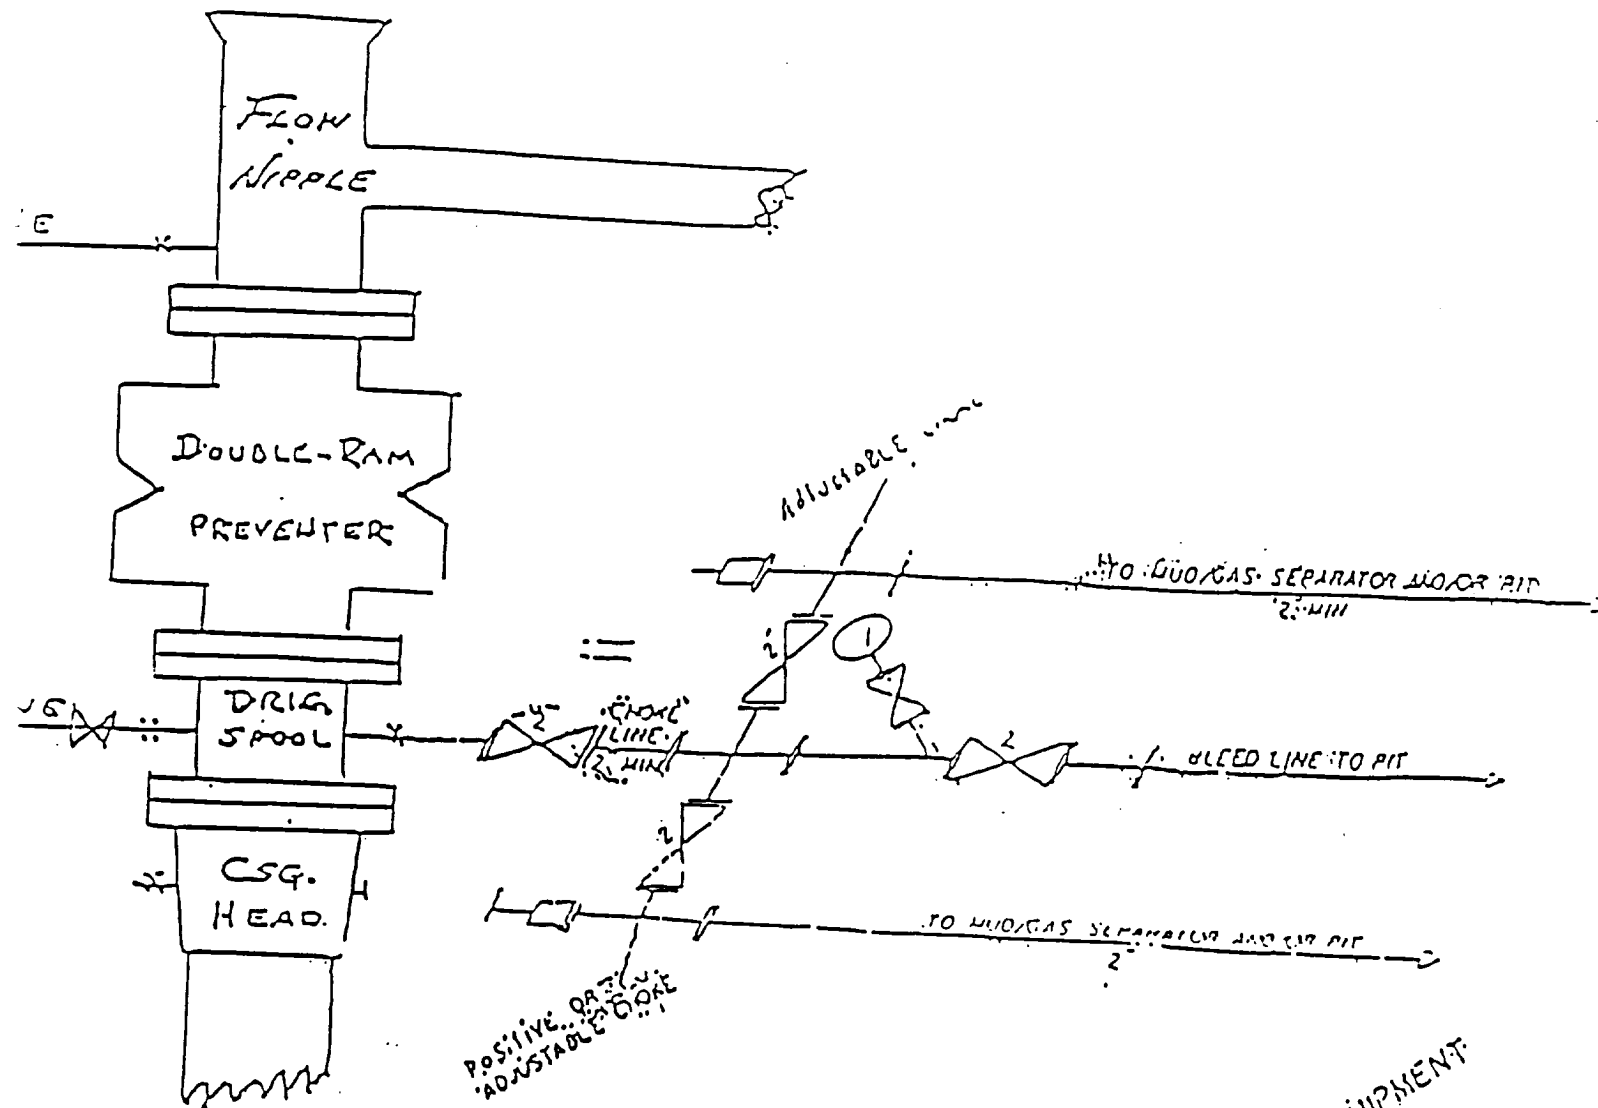 FLOW
NIPPLE
E
DOUBLE-RAM
PREVENTER
ADJUSTABLE
TO MUD/GAS SEPARATOR AND/OR PIT
2" MIN
2"
1
DRLG
SPOOL
2"
CHOKE
LINE
2" MIN
2
BLEED LINE TO PIT
2
CSG.
HEAD
TO MUD/GAS SEPARATOR AND/OR PIT
2"
POSITIVE OR
ADJUSTABLE CHOKE